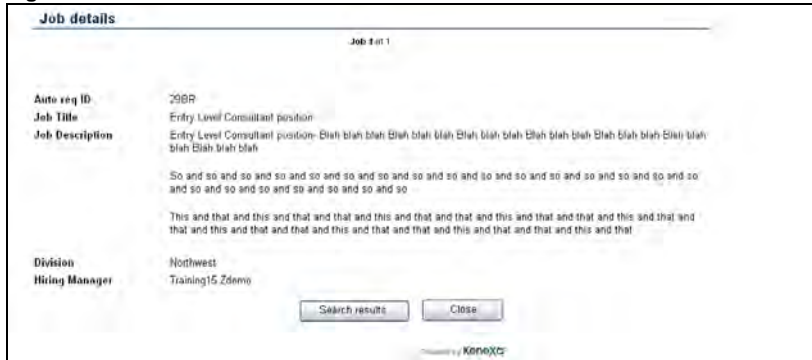 Job details
Job 1 of 1
Auto req ID 29BR
Job Title Entry Level Consultant position
Job Description Entry Level Consultant position- Blah blah blah Blah blah blah Blah blah blah Blah blah blah Blah blah blah Blah blah
blah Blah blah blah
So and so and so and so and so and so and so and so and so and so and so and so and so and so and so and so
and so and so and so and so and so and so and so
This and that and this and that and that and this and that and that and this and that and that and this and that and
that and this and that and that and this and that and that and this and that and that and this and that
Division Northwest
Hiring Manager Training15 Zdemo
Search results Close
Kenexa